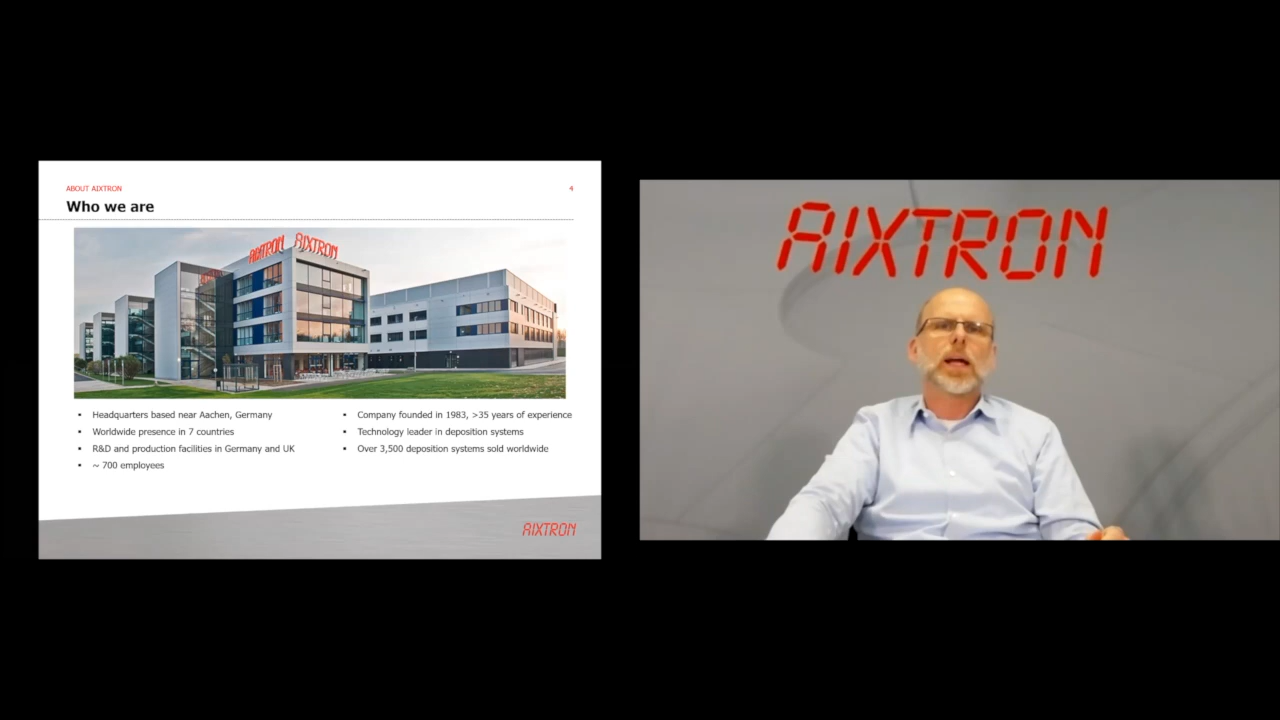 ABOUT AIXTRON
4
Who we are
AIXTRON
AIXTRON
▪ Headquarters based near Aachen, Germany
▪ Worldwide presence in 7 countries
▪ R&D and production facilities in Germany and UK
▪ ~ 700 employees
▪ Company founded in 1983, >35 years of experience
▪ Technology leader in deposition systems
▪ Over 3,500 deposition systems sold worldwide
AIXTRON
AIXTRON